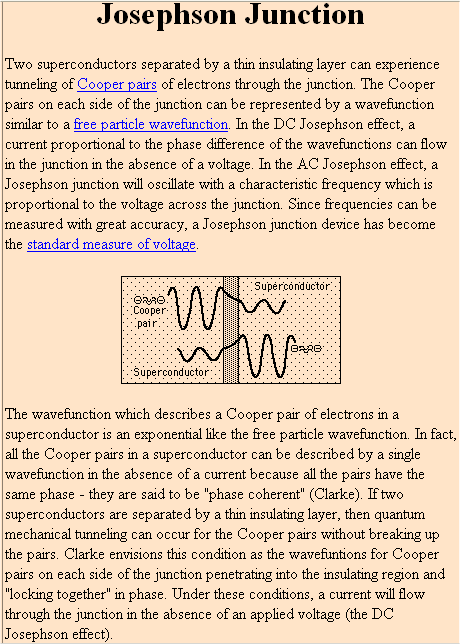 Josephson Junction
Two superconductors separated by a thin insulating layer can experience
tunneling of Cooper pairs of electrons through the junction. The Cooper
pairs on each side of the junction can be represented by a wavefunction
similar to a free particle wavefunction. In the DC Josephson effect, a
current proportional to the phase difference of the wavefunctions can flow
in the junction in the absence of a voltage. In the AC Josephson effect, a
Josephson junction will oscillate with a characteristic frequency which is
proportional to the voltage across the junction. Since frequencies can be
measured with great accuracy, a Josephson junction device has become
the standard measure of voltage.
Superconductor
Cooper
pair
Superconductor
The wavefunction which describes a Cooper pair of electrons in a
superconductor is an exponential like the free particle wavefunction. In fact,
all the Cooper pairs in a superconductor can be described by a single
wavefunction in the absence of a current because all the pairs have the
same phase - they are said to be "phase coherent" (Clarke). If two
superconductors are separated by a thin insulating layer, then quantum
mechanical tunneling can occur for the Cooper pairs without breaking up
the pairs. Clarke envisions this condition as the wavefuntions for Cooper
pairs on each side of the junction penetrating into the insulating region and
"locking together" in phase. Under these conditions, a current will flow
through the junction in the absence of an applied voltage (the DC
Josephson effect).